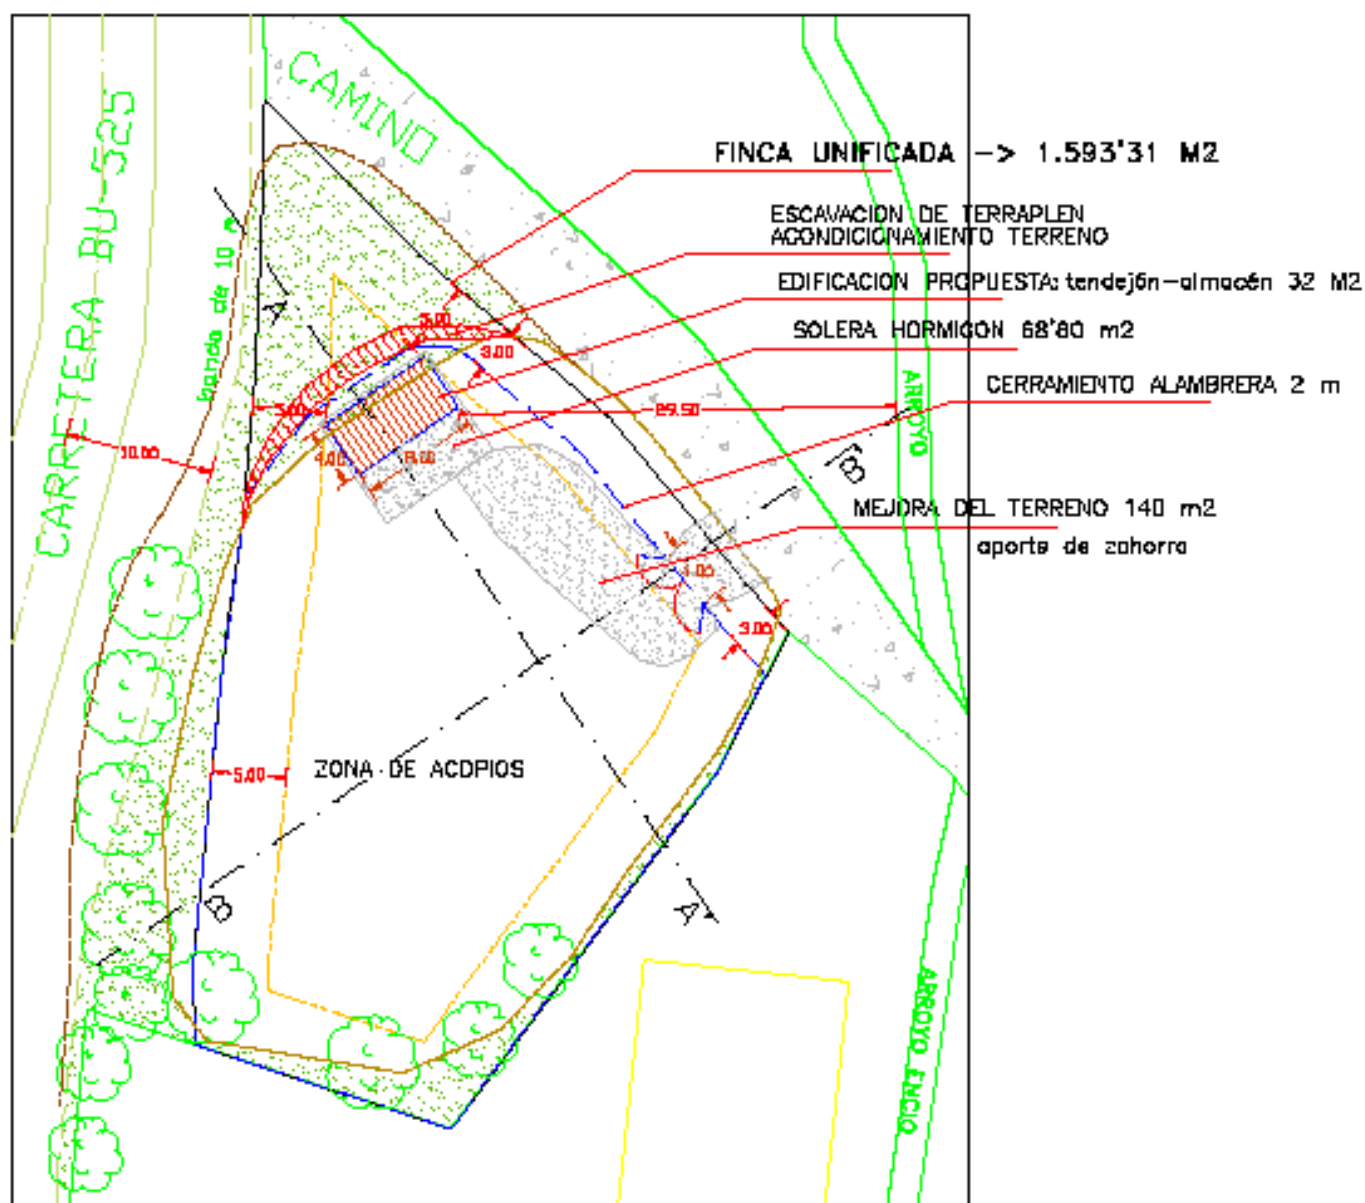 CAMINO
CARRETERA BU-525
FINCA UNIFICADA -> 1.593'31 M2
ESCAVACION DE TERRAPLEN
ACONDICIONAMIENTO TERRENO
EDIFICACION PROPUESTA: tendejón-almacén 32 M2
SOLERA HORMIGON 68'80 m2
CERRAMIENTO ALAMBRERA 2 m
MEJORA DEL TERRENO 140 m2
aporte de zahorra
banda de 10 m
A
5.00
3.00
3.00
29.50
10.00
4.00
8.00
ARROYO
B
4.00
3.00
5.00
ZONA DE ACOPIOS
B
A
ARROYO ENCIO